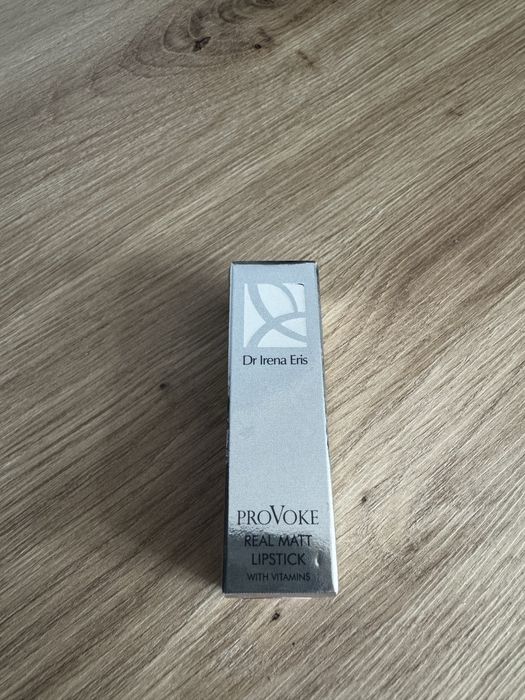 Dr Irena Eris
PROVOKE
REAL MATT
LIPSTICK
WITH VITAMINS